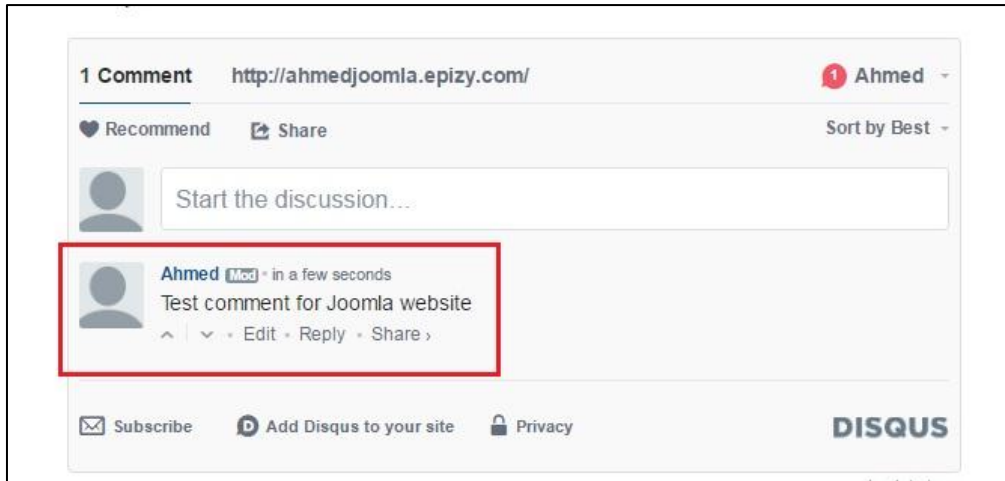 1 Comment http://ahmedjoomla.epizy.com/ 1 Ahmed
Recommend Share Sort by Best
Start the discussion...
Ahmed Mod • in a few seconds
Test comment for Joomla website
Edit • Reply • Share ›
Subscribe D Add Disqus to your site Privacy DISQUS